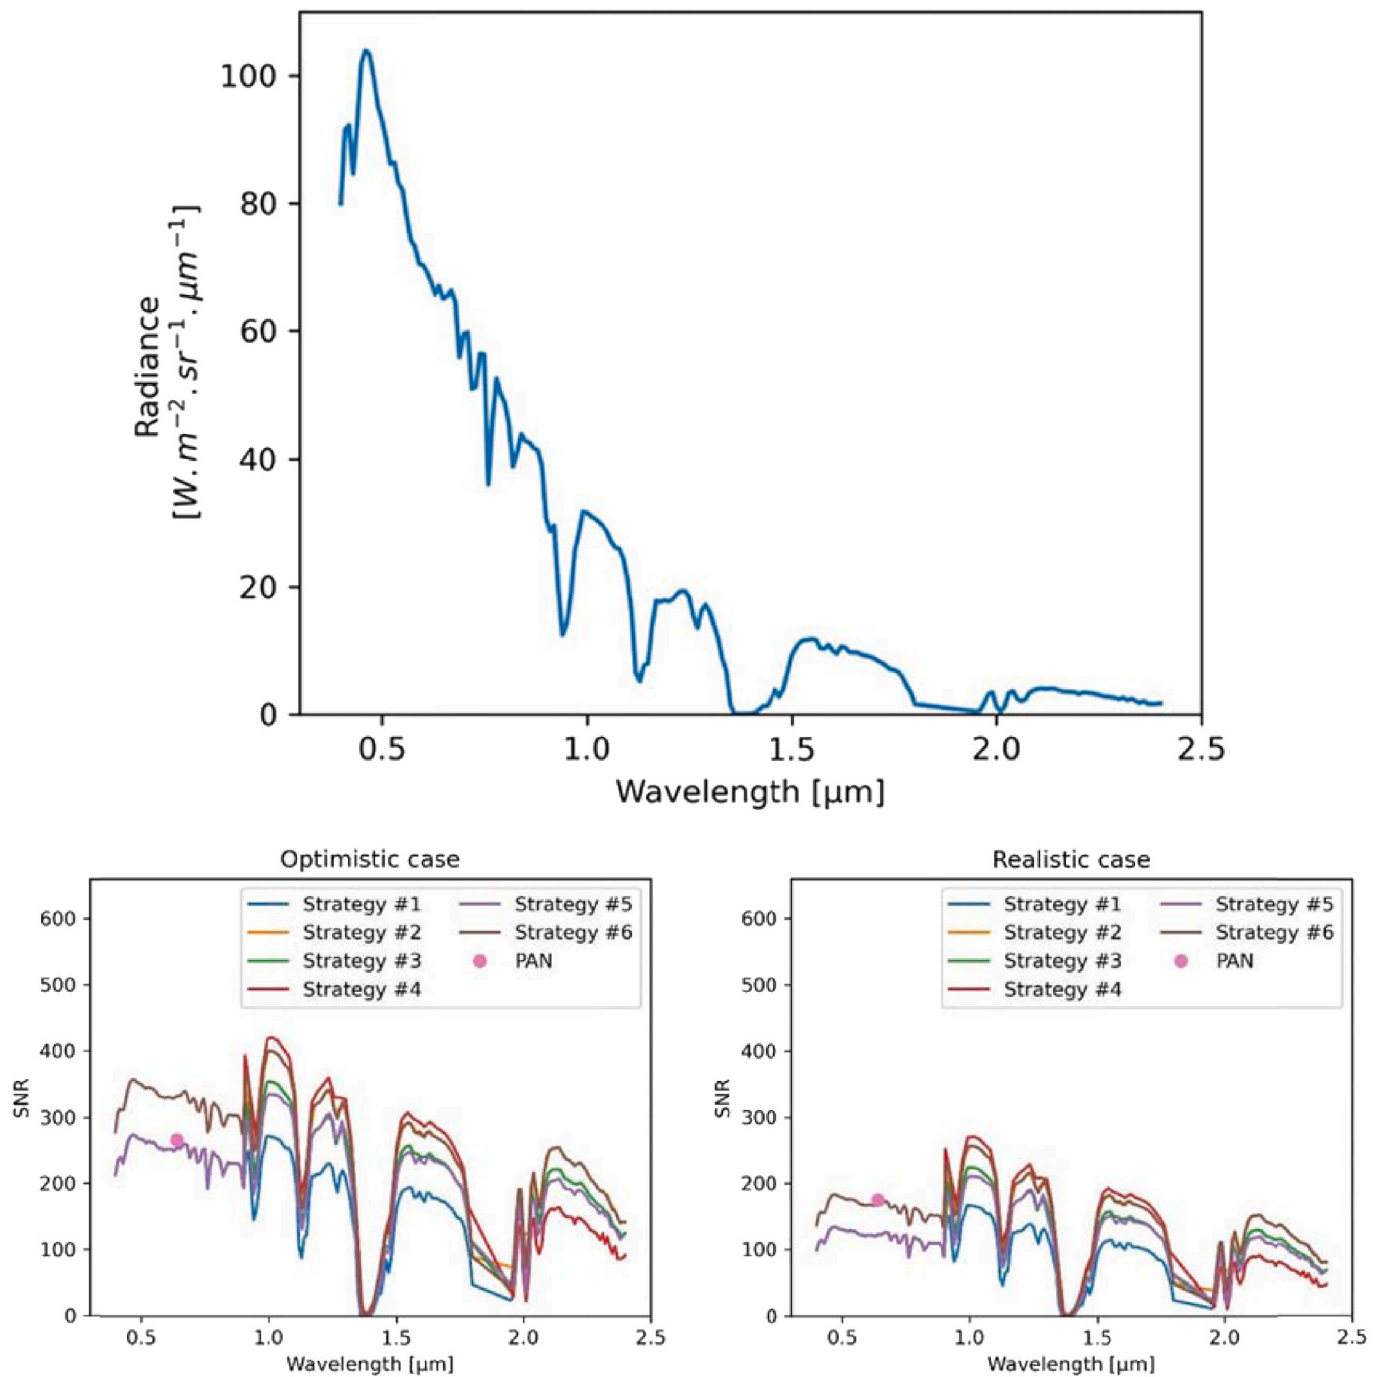 100
80
60
40
20
0
Radiance
[W.m⁻².sr⁻¹.μm⁻¹]
0.5 1.0 1.5 2.0 2.5
Wavelength [μm]
Optimistic case
600
500
400
300
200
100
0
SNR
Strategy #1 Strategy #5
Strategy #2 Strategy #6
Strategy #3 PAN
Strategy #4
0.5 1.0 1.5 2.0 2.5
Wavelength [μm]
Realistic case
600
500
400
300
200
100
0
SNR
Strategy #1 Strategy #5
Strategy #2 Strategy #6
Strategy #3 PAN
Strategy #4
0.5 1.0 1.5 2.0 2.5
Wavelength [μm]